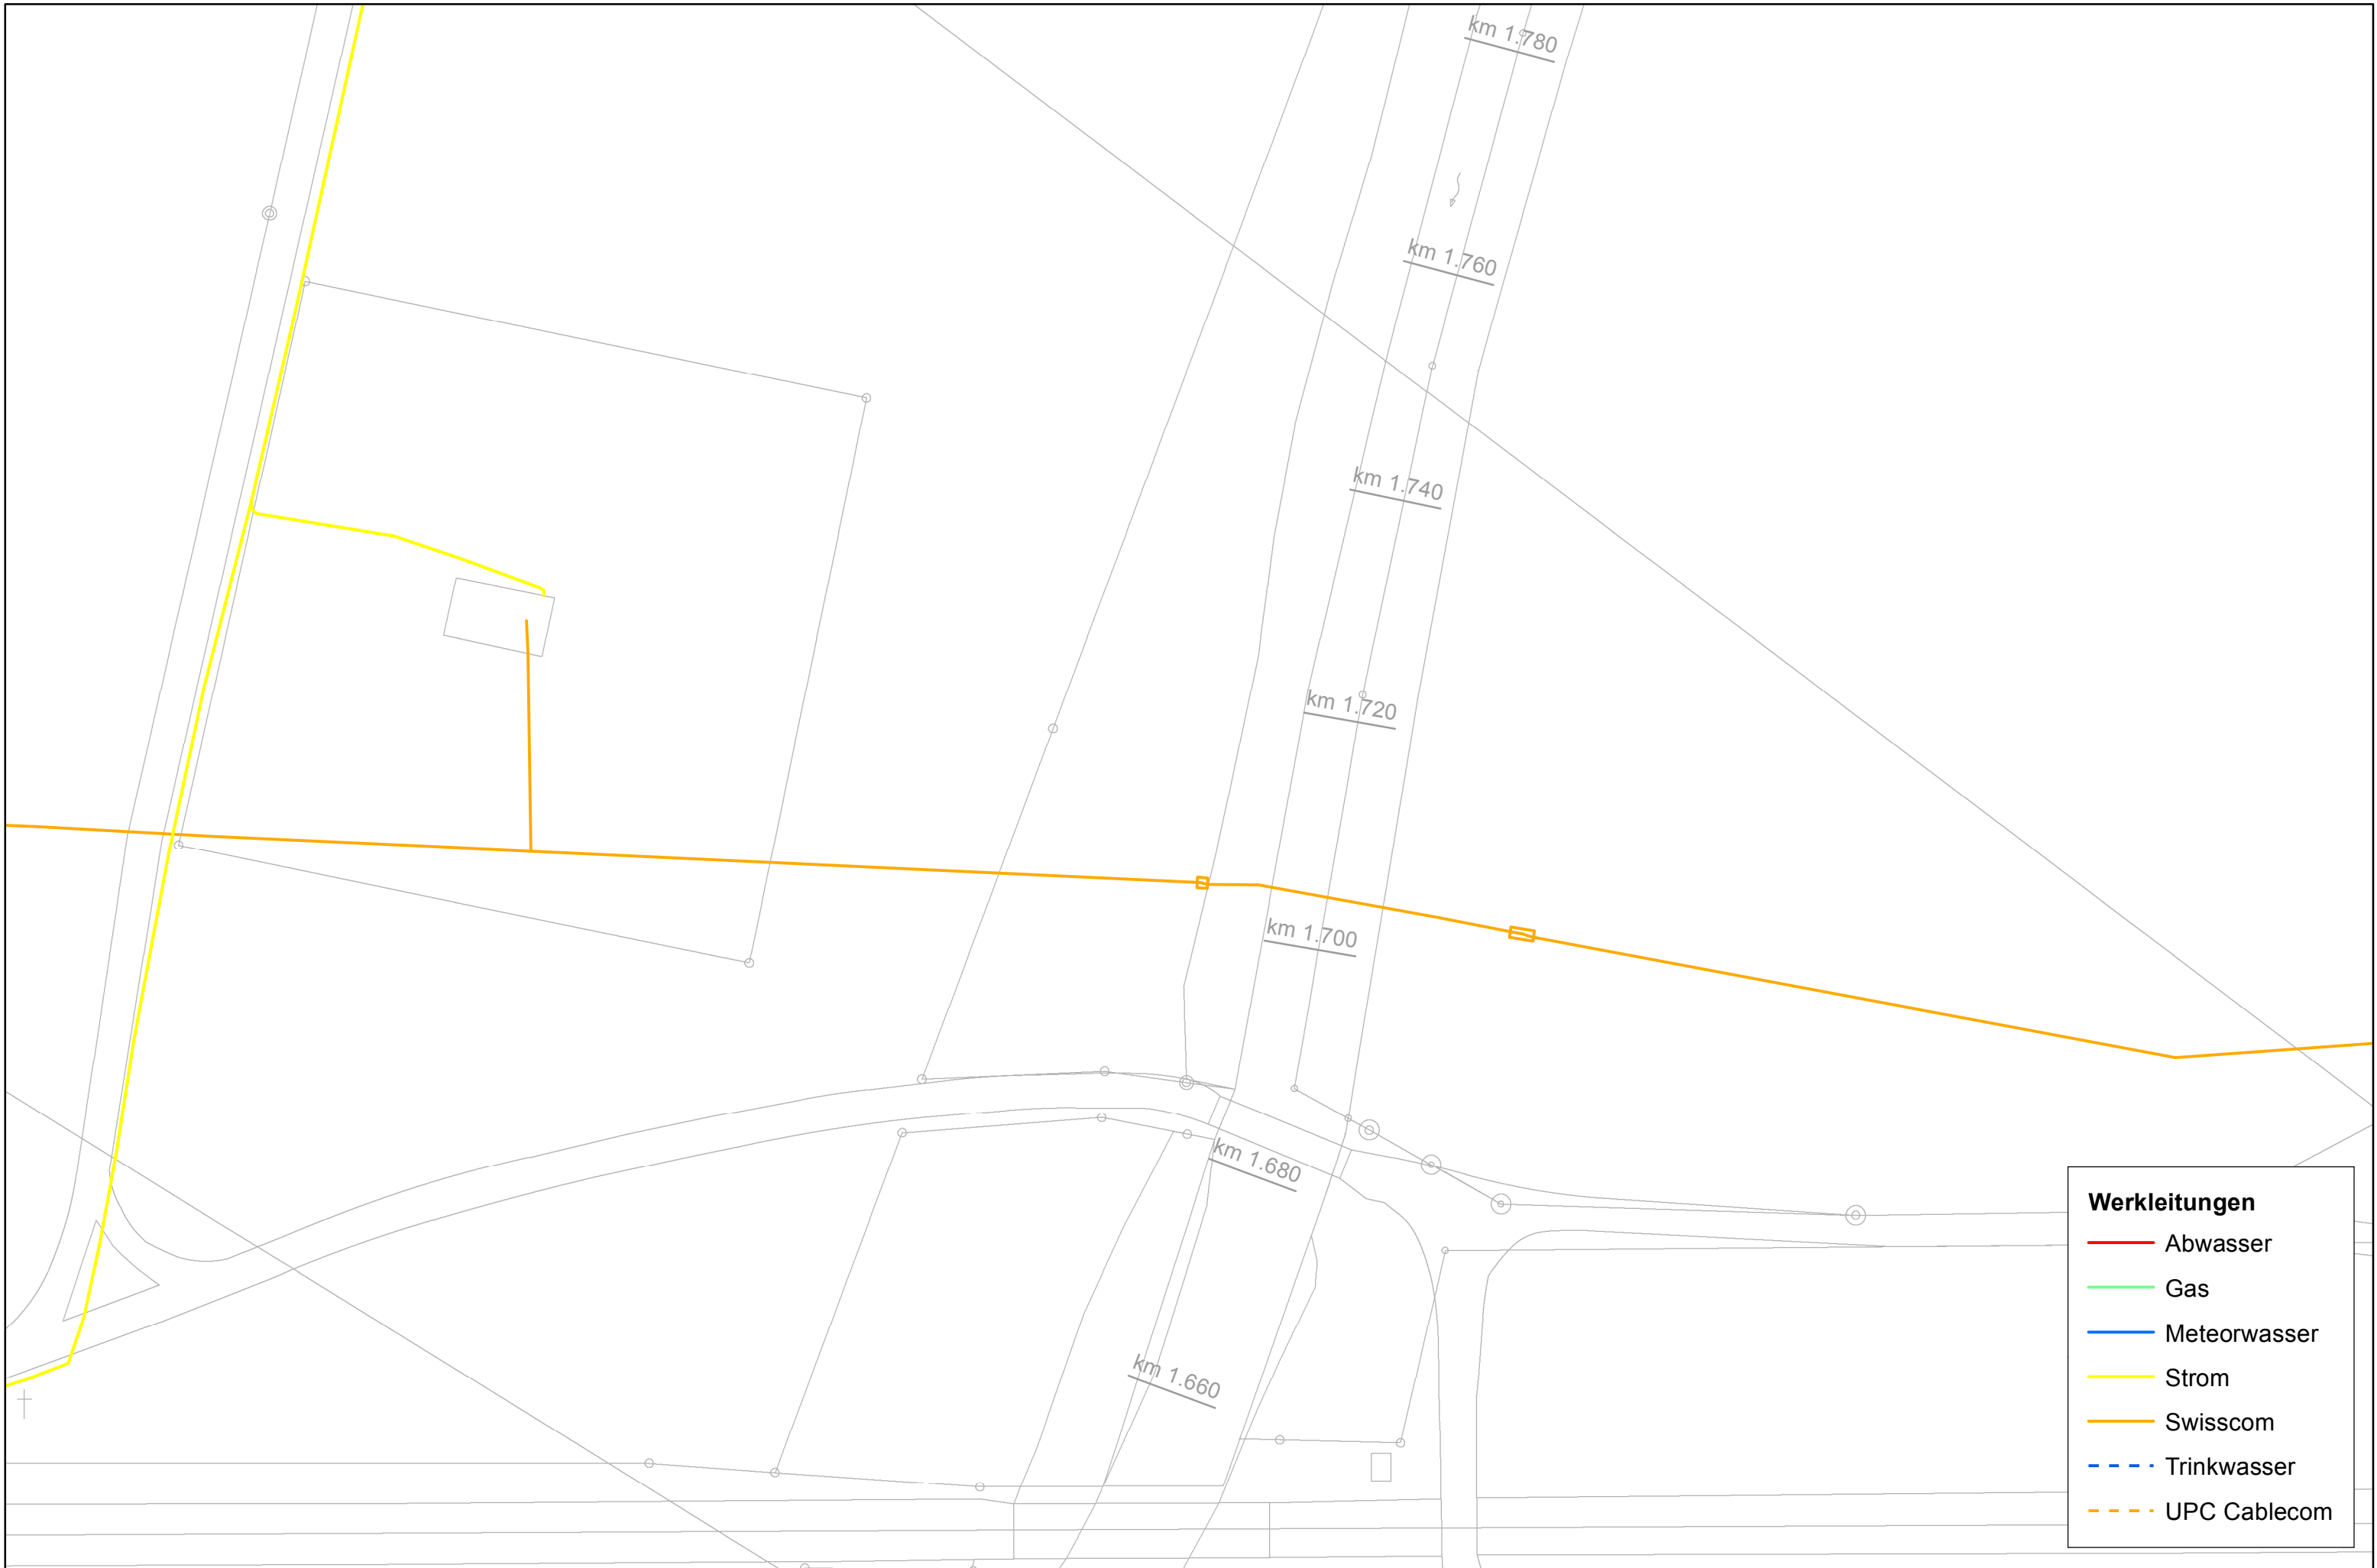 km 1.780
km 1.760
km 1.740
km 1.720
km 1.700
km 1.680
km 1.660
Werkleitungen
Abwasser
Gas
Meteorwasser
Strom
Swisscom
Trinkwasser
UPC Cablecom